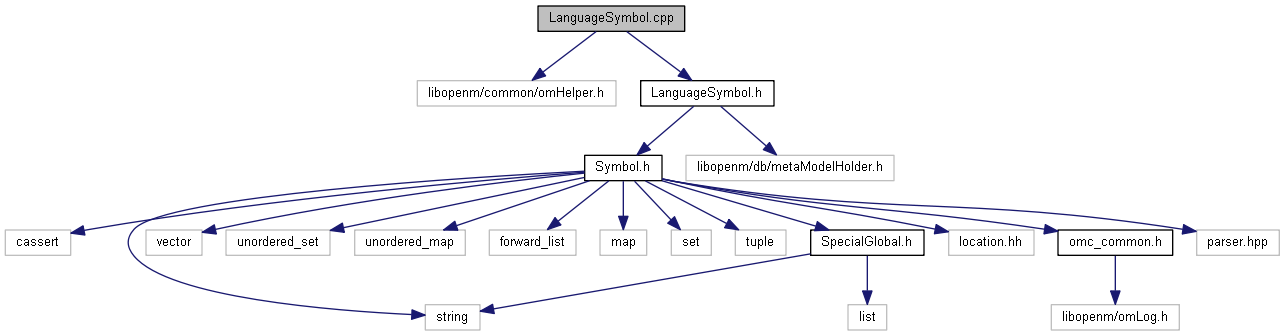 LanguageSymbol.cpp
libopenm/common/omHelper.h
LanguageSymbol.h
Symbol.h
libopenm/db/metaModelHolder.h
cassert
vector
unordered_set
unordered_map
forward_list
map
set
tuple
SpecialGlobal.h
location.hh
omc_common.h
parser.hpp
string
list
libopenm/omLog.h